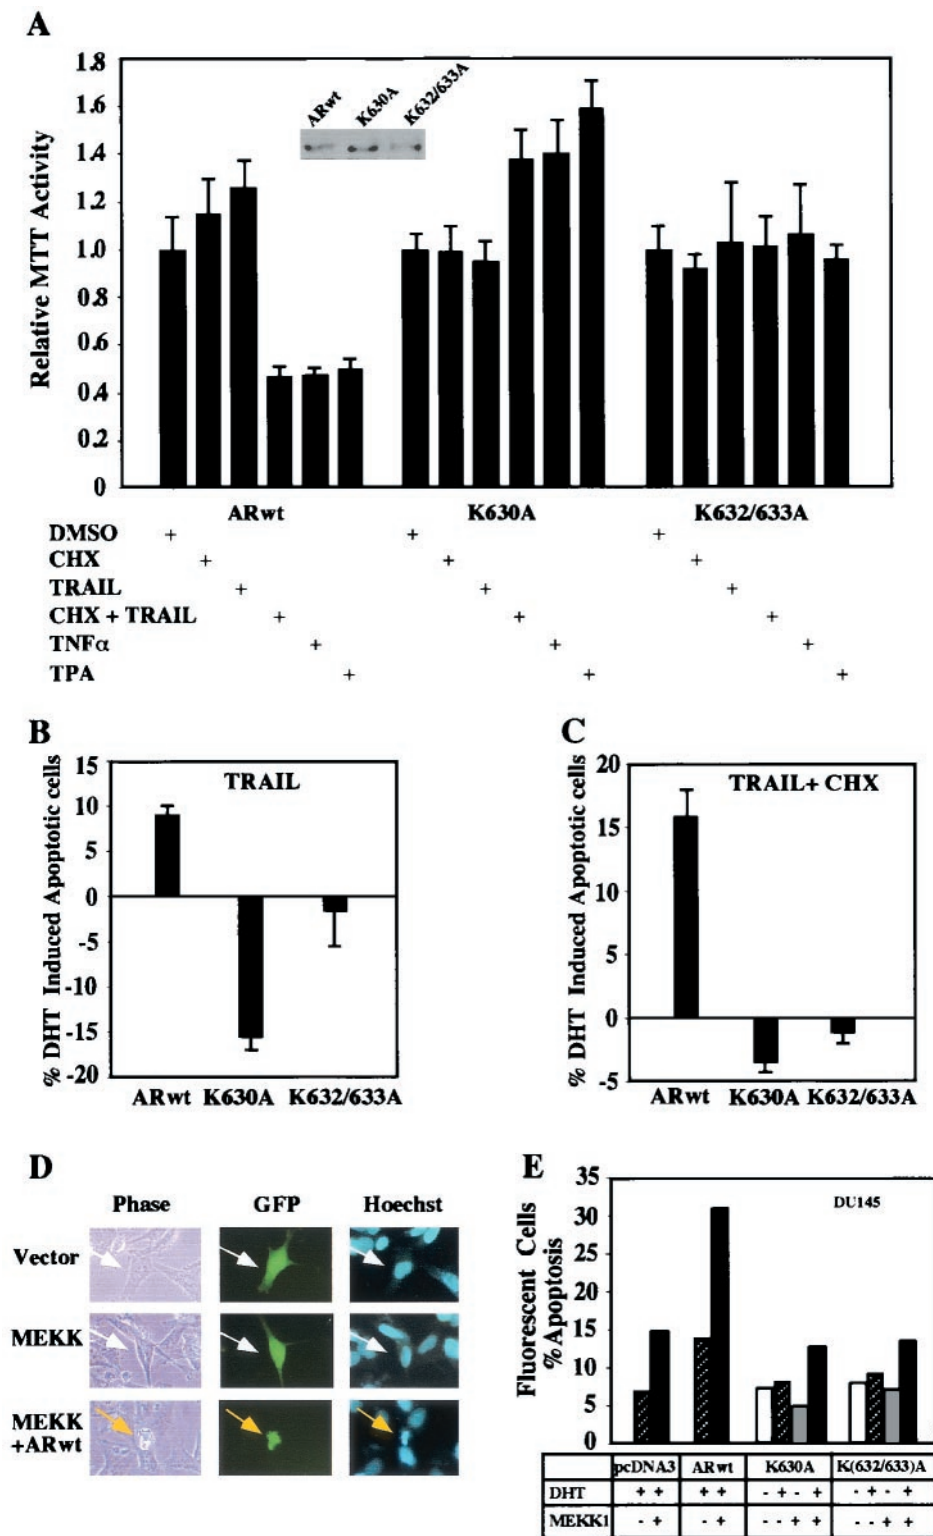 A
1.8
1.6
1.4
1.2
1.0
0.8
0.6
0.4
0.2
0
Relative MTT Activity
ARwt K630A K632/633A
ARwt K630A K632/633A
DMSO + + +
CHX + + +
TRAIL + + +
CHX + TRAIL + + +
TNFα + + +
TPA + + +
B
TRAIL
15
10
5
0
-5
-10
-15
-20
% DHT Induced Apoptotic cells
ARwt K630A K632/633A
C
TRAIL+ CHX
20
15
10
5
0
-5
% DHT Induced Apoptotic cells
ARwt K630A K632/633A
D
Phase GFP Hoechst
Vector
MEKK
MEKK
+ARwt
E
DU145
35
30
25
20
15
10
5
0
Fluorescent Cells
% Apoptosis
pcDNA3 ARwt K630A K(632/633)A
DHT + + + + - + - + - + - +
MEKK1 - + - + - - + + - - + +